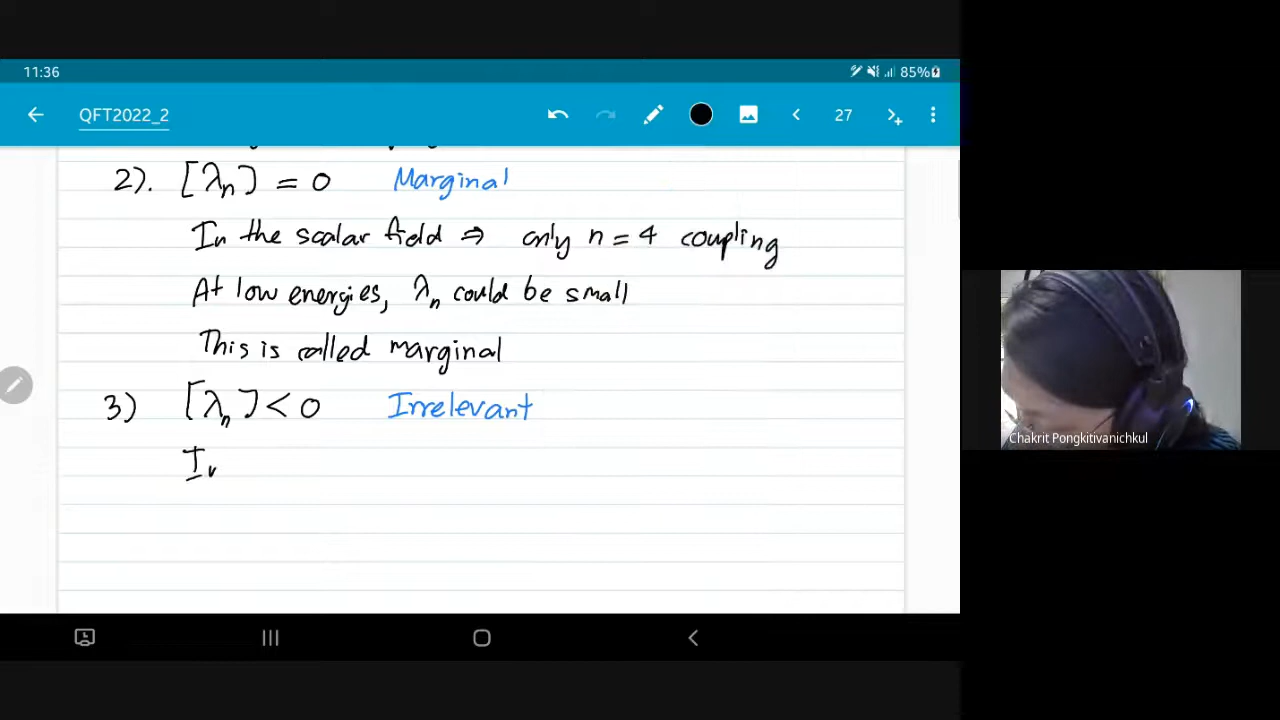 11:36 85%
QFT2022_2 27
2). [λn] = 0 Marginal
In the scalar field ⇒ only n = 4 coupling
At low energies, λn could be small
This is called marginal
3) [λn] < 0 Irrelevant
In
Chakrit Pongkitivanichkul